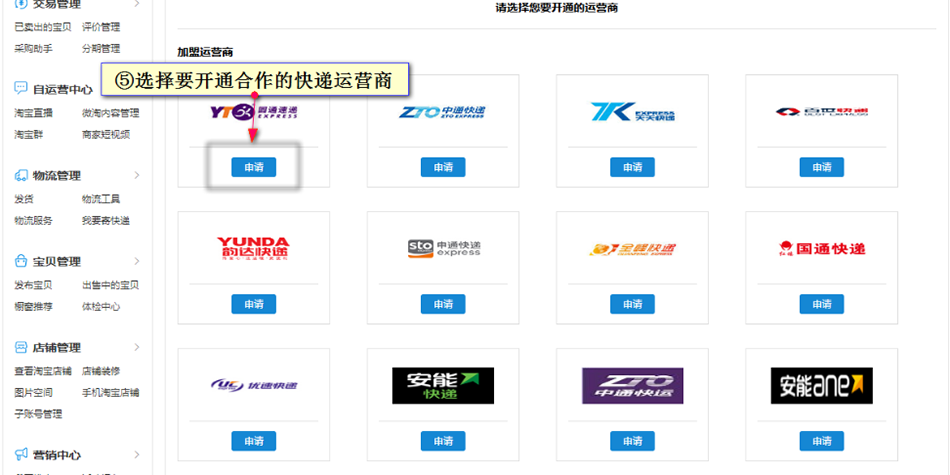 交易管理
已卖出的宝贝 评价管理
采购助手 分期管理
自运营中心
淘宝直播 微淘内容管理
淘宝群 商家短视频
物流管理
发货 物流工具
物流服务 我要寄快递
宝贝管理
发布宝贝 出售中的宝贝
橱窗推荐 体检中心
店铺管理
查看淘宝店铺 店铺装修
图片空间 手机淘宝店铺
子账号管理
营销中心
请选择您要开通的运营商
加盟运营商
⑤选择要开通合作的快递运营商
YTO 圆通速递
EXPRESS
ZTO 中通快递
ZTO EXPRESS
TTK EXPRESS
天天快递
百世快递
BEST EXPRESS
申请 申请 申请 申请
YUNDA
韵达快递
sto 申通快递
express
全峰快递
国通快递
申请 申请 申请 申请
UC 优速快递
安能
快递
ZTO
中通快运
安能ane
申请 申请 申请 申请